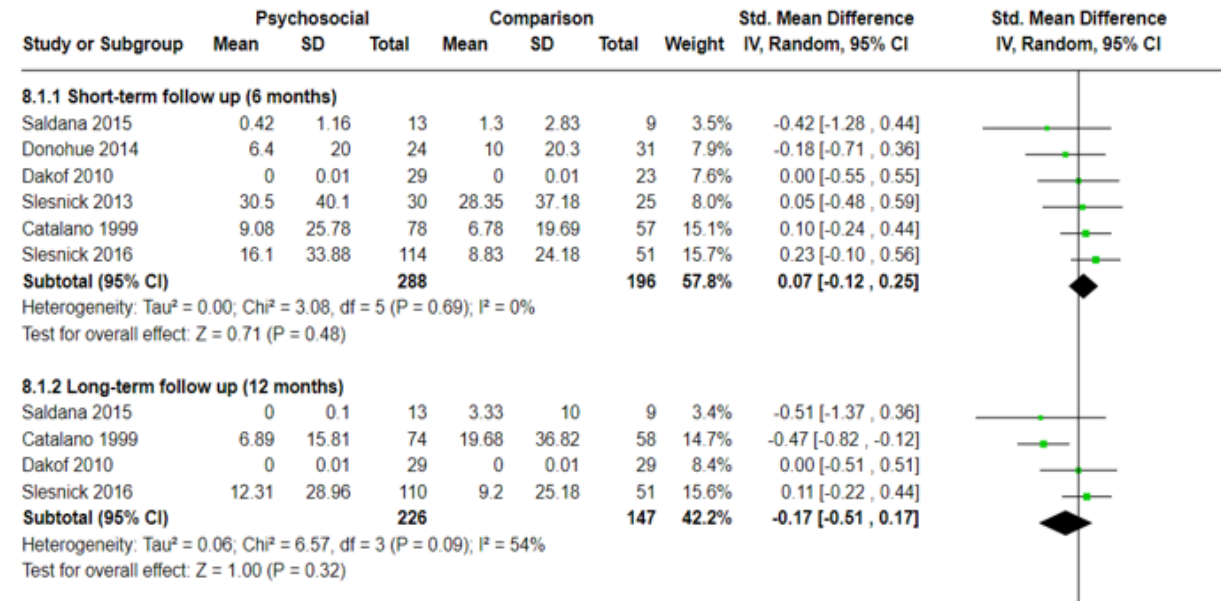 Psychosocial Comparison Std. Mean Difference Std. Mean Difference
Study or Subgroup Mean SD Total Mean SD Total Weight IV, Random, 95% CI IV, Random, 95% CI
8.1.1 Short-term follow up (6 months)
Saldana 2015 0.42 1.16 13 1.3 2.83 9 3.5% -0.42 [-1.28 , 0.44]
Donohue 2014 6.4 20 24 10 20.3 31 7.9% -0.18 [-0.71 , 0.36]
Dakof 2010 0 0.01 29 0 0.01 23 7.6% 0.00 [-0.55 , 0.55]
Slesnick 2013 30.5 40.1 30 28.35 37.18 25 8.0% 0.05 [-0.48 , 0.59]
Catalano 1999 9.08 25.78 78 6.78 19.69 57 15.1% 0.10 [-0.24 , 0.44]
Slesnick 2016 16.1 33.88 114 8.83 24.18 51 15.7% 0.23 [-0.10 , 0.56]
Subtotal (95% CI) 288 196 57.8% 0.07 [-0.12 , 0.25]
Heterogeneity: Tau² = 0.00; Chi² = 3.08, df = 5 (P = 0.69); I² = 0%
Test for overall effect: Z = 0.71 (P = 0.48)
8.1.2 Long-term follow up (12 months)
Saldana 2015 0 0.1 13 3.33 10 9 3.4% -0.51 [-1.37 , 0.36]
Catalano 1999 6.89 15.81 74 19.68 36.82 58 14.7% -0.47 [-0.82 , -0.12]
Dakof 2010 0 0.01 29 0 0.01 29 8.4% 0.00 [-0.51 , 0.51]
Slesnick 2016 12.31 28.96 110 9.2 25.18 51 15.6% 0.11 [-0.22 , 0.44]
Subtotal (95% CI) 226 147 42.2% -0.17 [-0.51 , 0.17]
Heterogeneity: Tau² = 0.06; Chi² = 6.57, df = 3 (P = 0.09); I² = 54%
Test for overall effect: Z = 1.00 (P = 0.32)